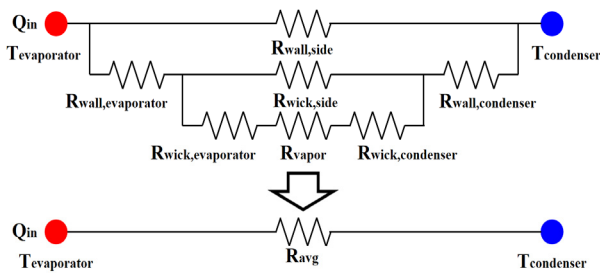 Qin
Tevaporator
Rwall,side
Tcondenser
Rwall,evaporator
Rwick,side
Rwall,condenser
Rwick,evaporator
Rvapor
Rwick,condenser
Qin
Tevaporator
Ravg
Tcondenser